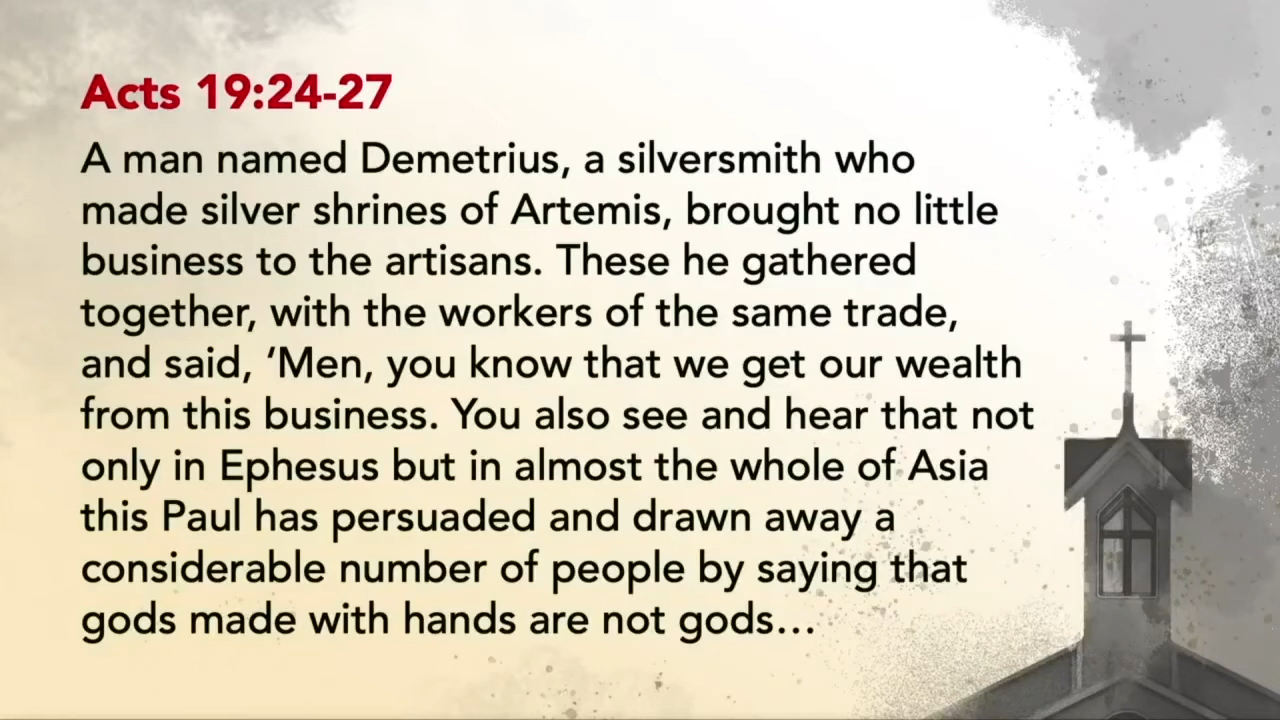 Acts 19:24-27
A man named Demetrius, a silversmith who
made silver shrines of Artemis, brought no little
business to the artisans. These he gathered
together, with the workers of the same trade,
and said, ‘Men, you know that we get our wealth
from this business. You also see and hear that not
only in Ephesus but in almost the whole of Asia
this Paul has persuaded and drawn away a
considerable number of people by saying that
gods made with hands are not gods…